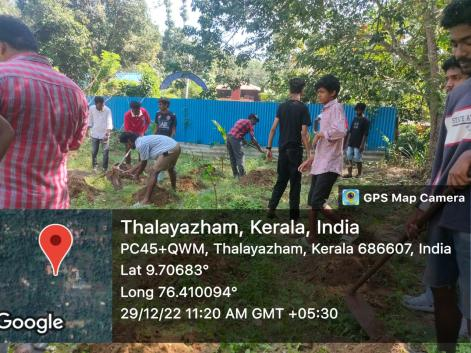 GPS Map Camera
Thalayazham, Kerala, India
PC45+QWM, Thalayazham, Kerala 686607, India
Lat 9.70683°
Long 76.410094°
29/12/22 11:20 AM GMT +05:30
Google